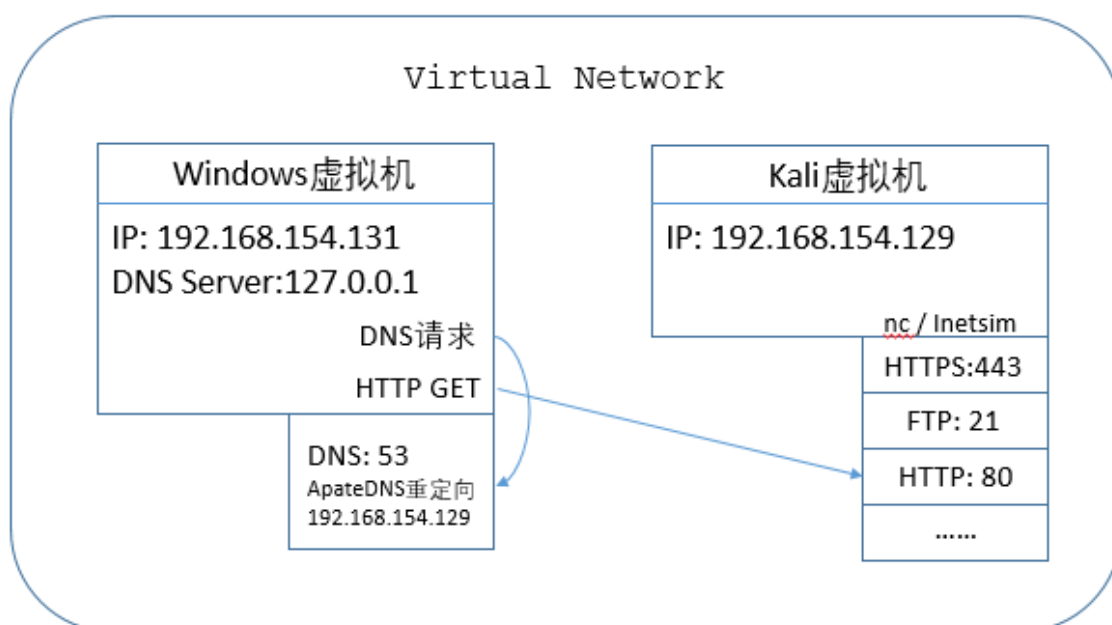 Virtual Network
Windows虚拟机
IP: 192.168.154.131
DNS Server:127.0.0.1
DNS请求
HTTP GET
DNS: 53
ApateDNS重定向
192.168.154.129
Kali虚拟机
IP: 192.168.154.129
nc / Inetsim
HTTPS:443
FTP: 21
HTTP: 80
......